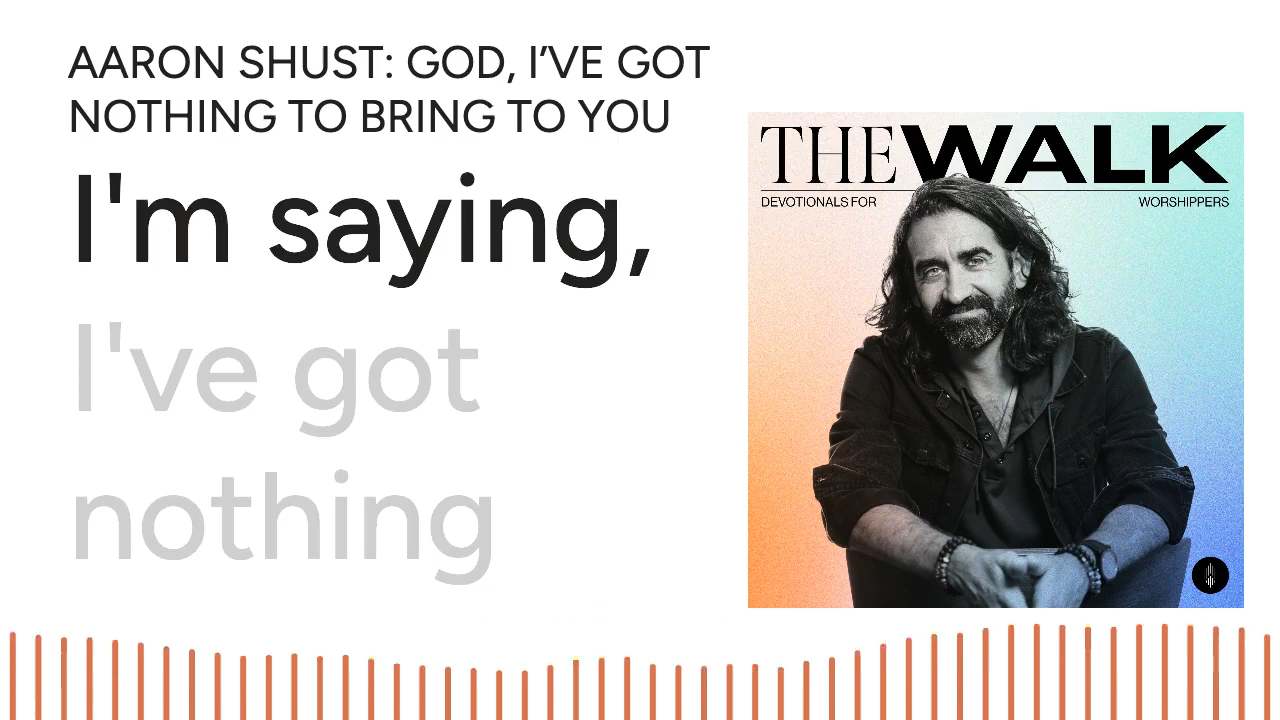 AARON SHUST: GOD, I’VE GOT
NOTHING TO BRING TO YOU
I'm saying,
I've got
nothing
THE WALK
DEVOTIONALS FOR WORSHIPPERS